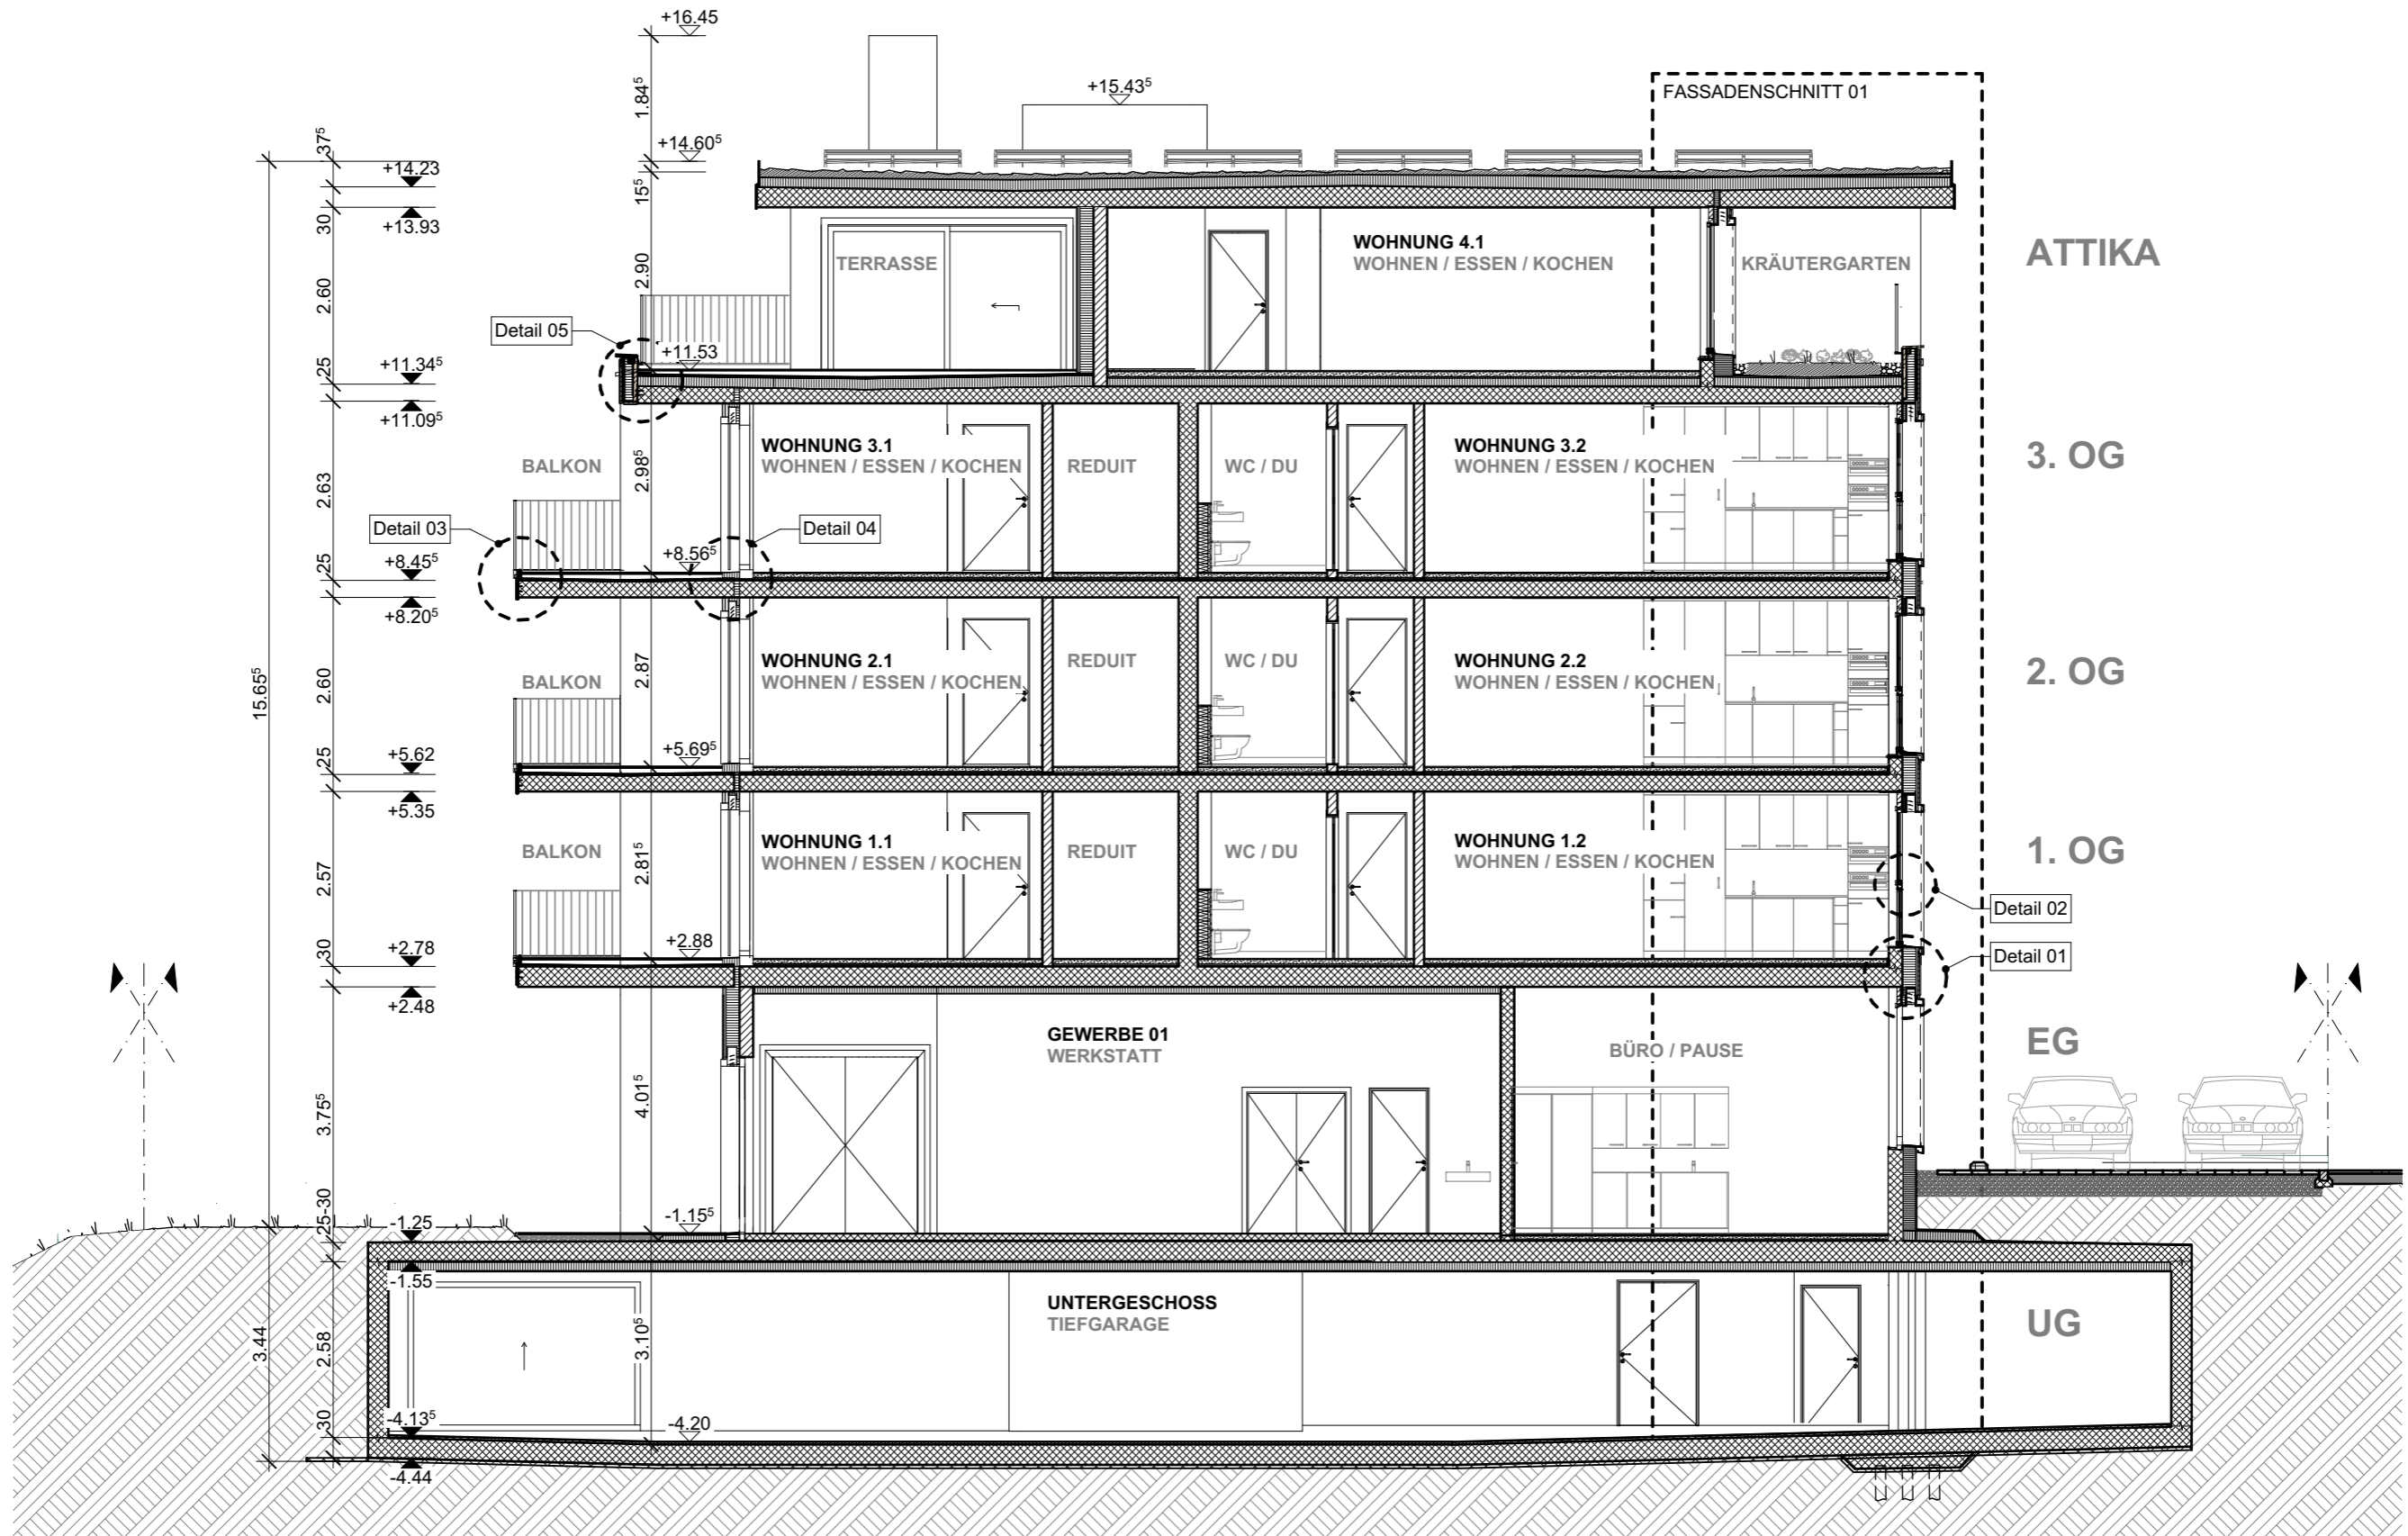 +16.45
1.84⁵
+15.43⁵
FASSADENSCHNITT 01
37⁵
+14.60⁵
+14.23
15⁵
30
+13.93
2.90
TERRASSE
WOHNUNG 4.1
WOHNEN / ESSEN / KOCHEN
KRÄUTERGARTEN
ATTIKA
2.60
Detail 05
+11.53
25
+11.34⁵
+11.09⁵
BALKON
2.98⁵
WOHNUNG 3.1
WOHNEN / ESSEN / KOCHEN
REDUIT
WC / DU
WOHNUNG 3.2
WOHNEN / ESSEN / KOCHEN
3. OG
2.63
Detail 03
Detail 04
25
+8.45⁵
+8.56⁵
+8.20⁵
15.65⁵
2.60
BALKON
2.87
WOHNUNG 2.1
WOHNEN / ESSEN / KOCHEN
REDUIT
WC / DU
WOHNUNG 2.2
WOHNEN / ESSEN / KOCHEN
2. OG
25
+5.62
+5.69⁵
+5.35
2.57
BALKON
2.81⁵
WOHNUNG 1.1
WOHNEN / ESSEN / KOCHEN
REDUIT
WC / DU
WOHNUNG 1.2
WOHNEN / ESSEN / KOCHEN
1. OG
Detail 02
30
+2.78
+2.88
Detail 01
+2.48
GEWERBE 01
WERKSTATT
BÜRO / PAUSE
EG
3.75⁵
4.01⁵
25-30
-1.25
-1.15⁵
-1.55
UNTERGESCHOSS
TIEFGARAGE
UG
3.44
2.58
3.10⁵
30
-4.13⁵
-4.20
-4.44